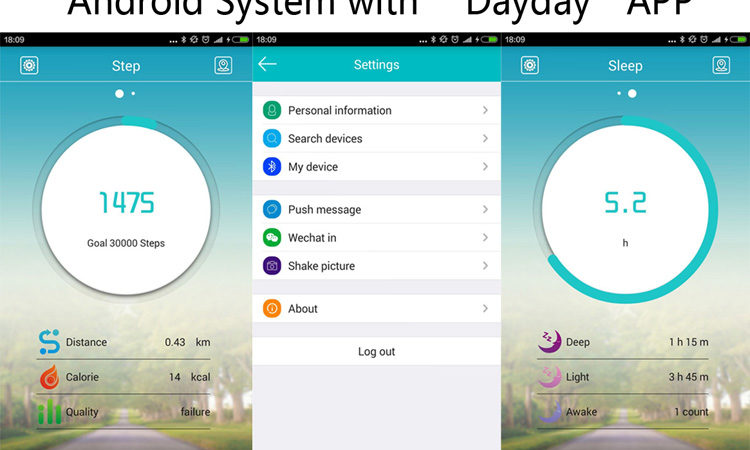 Android System with " Dayday " APP
18:09
Step
1475
Goal 30000 Steps
Distance 0.43 km
Calorie 14 kcal
Quality failure
18:09
Settings
Personal information
Search devices
My device
Push message
Wechat in
Shake picture
About
Log out
18:09
Sleep
5.2
h
Deep 1 h 15 m
Light 3 h 45 m
Awake 1 count